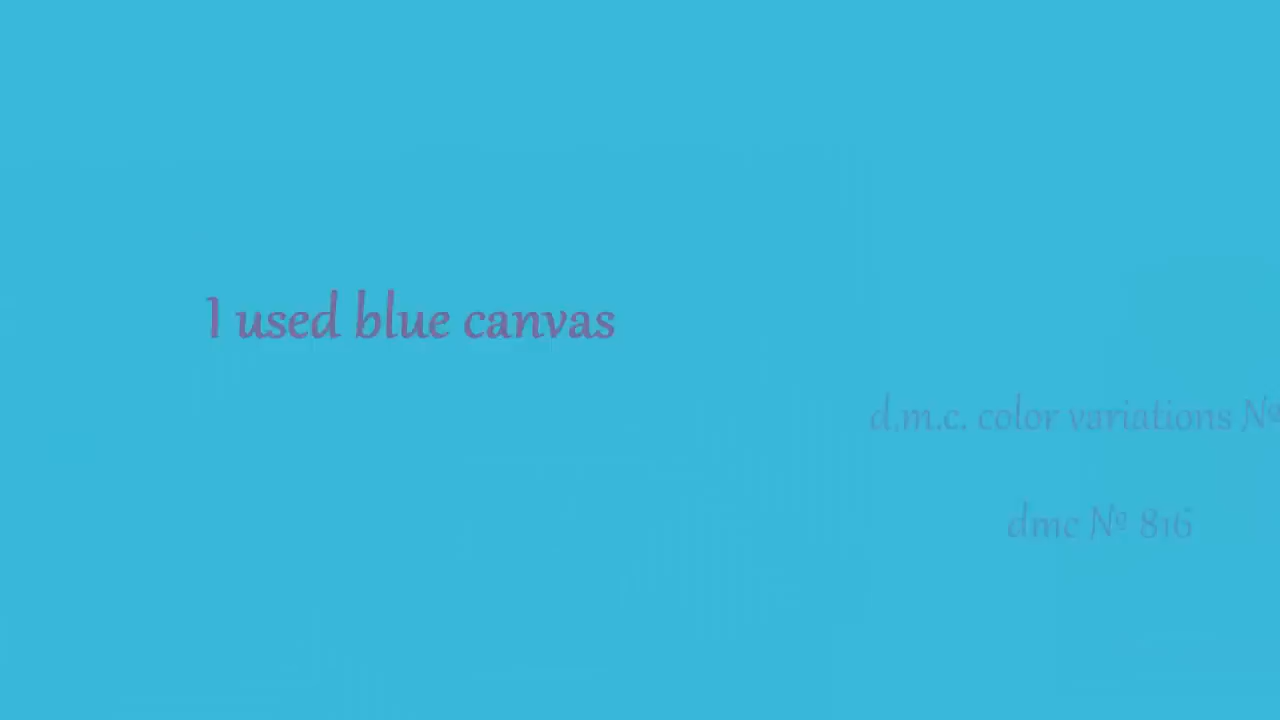 I used blue canvas
d.m.c. color variations №
dmc № 816